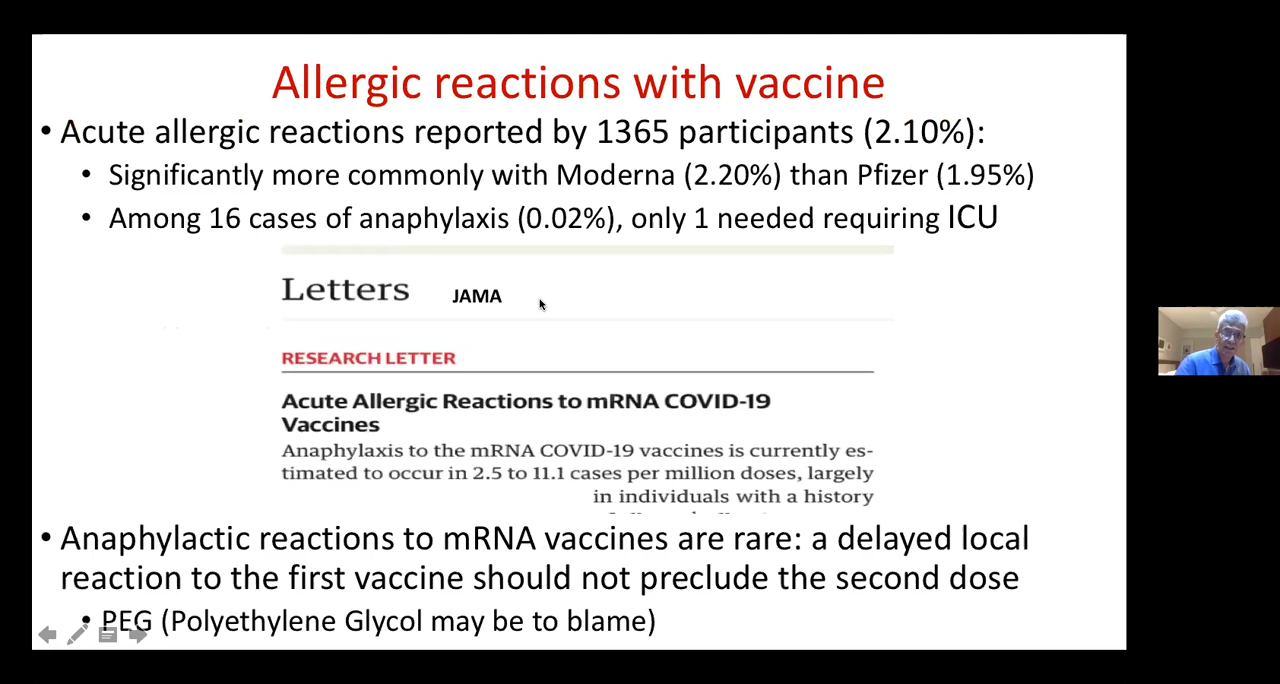 Allergic reactions with vaccine
• Acute allergic reactions reported by 1365 participants (2.10%):
• Significantly more commonly with Moderna (2.20%) than Pfizer (1.95%)
• Among 16 cases of anaphylaxis (0.02%), only 1 needed requiring ICU
Letters JAMA
RESEARCH LETTER
Acute Allergic Reactions to mRNA COVID-19
Vaccines
Anaphylaxis to the mRNA COVID-19 vaccines is currently es-
timated to occur in 2.5 to 11.1 cases per million doses, largely
in individuals with a history
• Anaphylactic reactions to mRNA vaccines are rare: a delayed local
reaction to the first vaccine should not preclude the second dose
• PEG (Polyethylene Glycol may be to blame)